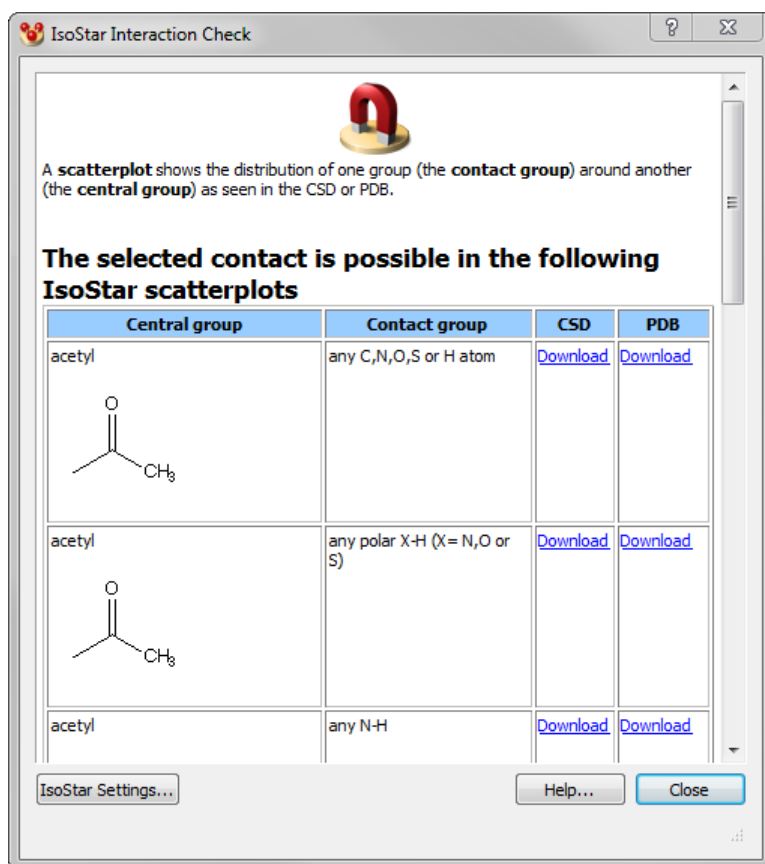 IsoStar Interaction Check
A scatterplot shows the distribution of one group (the contact group) around another
(the central group) as seen in the CSD or PDB.
The selected contact is possible in the following
IsoStar scatterplots
Central group Contact group CSD PDB
acetyl any C,N,O,S or H atom Download Download
O
CH3
acetyl any polar X-H (X= N,O or Download Download
S)
O
CH3
acetyl any N-H Download Download
IsoStar Settings... Help... Close